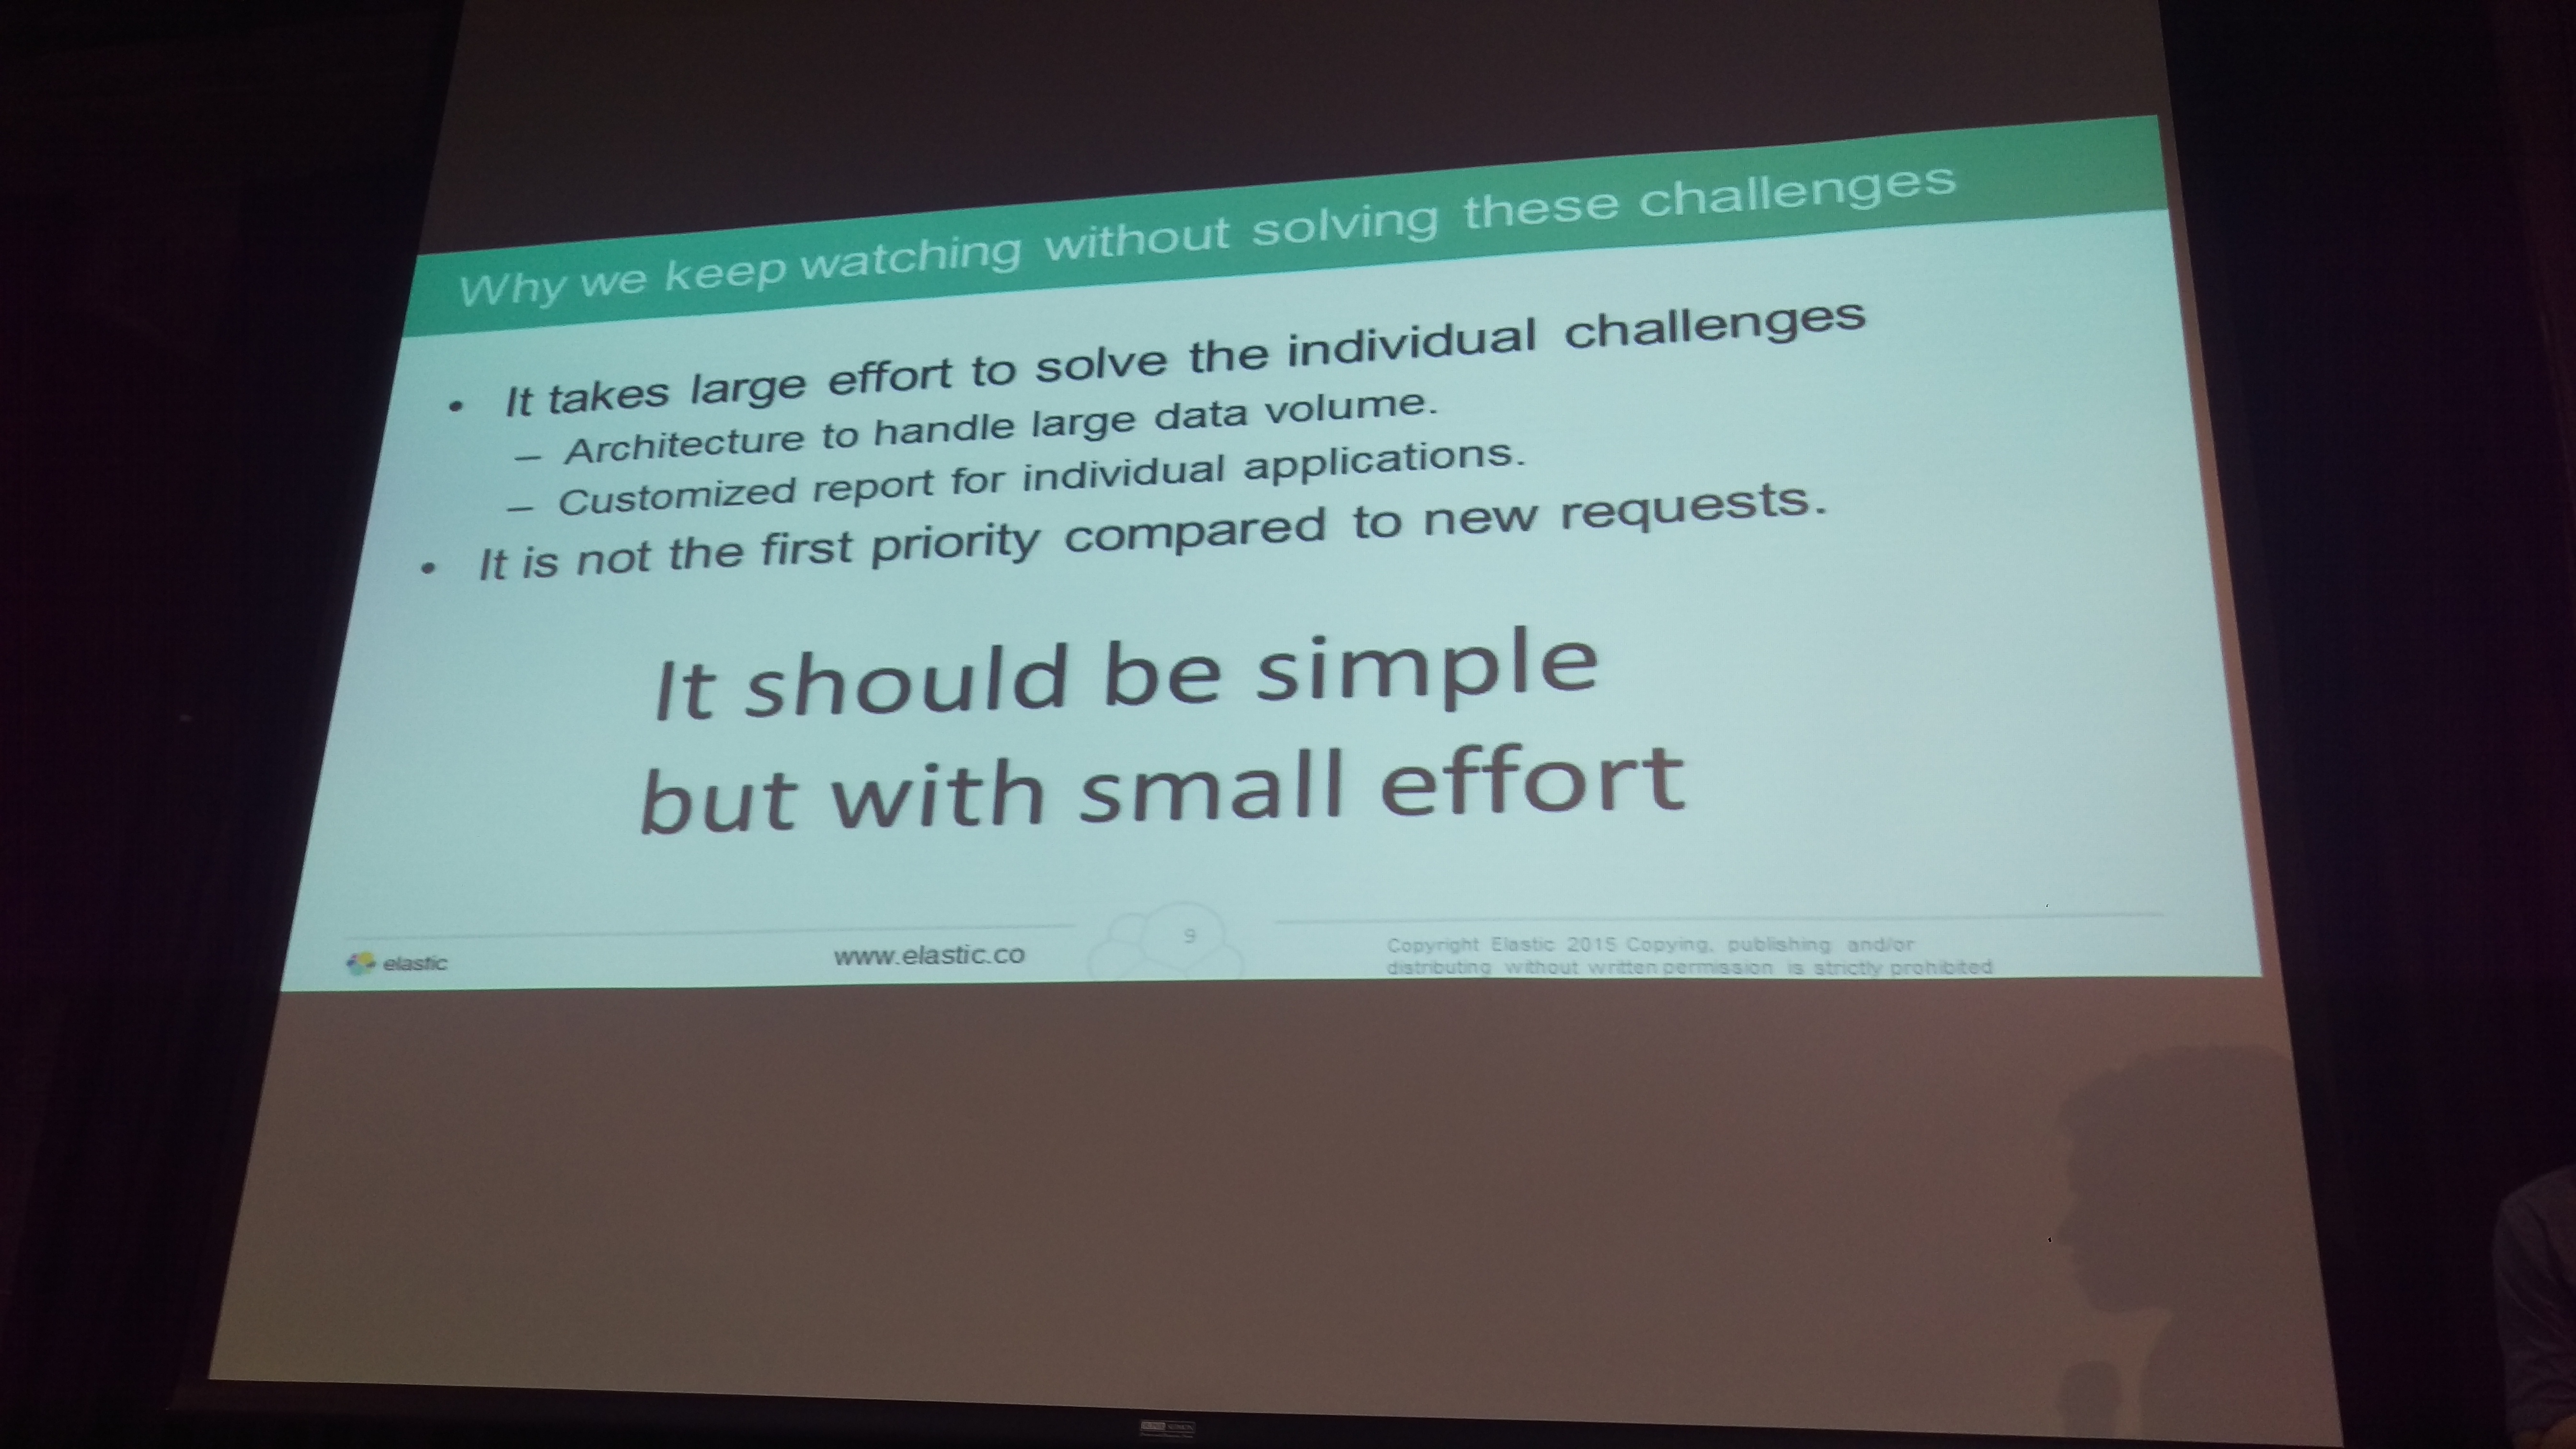 Why we keep watching without solving these challenges
• It takes large effort to solve the individual challenges
– Architecture to handle large data volume.
– Customized report for individual applications.
• It is not the first priority compared to new requests.
It should be simple
but with small effort
elastic
www.elastic.co
9
Copyright Elastic 2015 Copying, publishing and/or
distributing without written permission is strictly prohibited